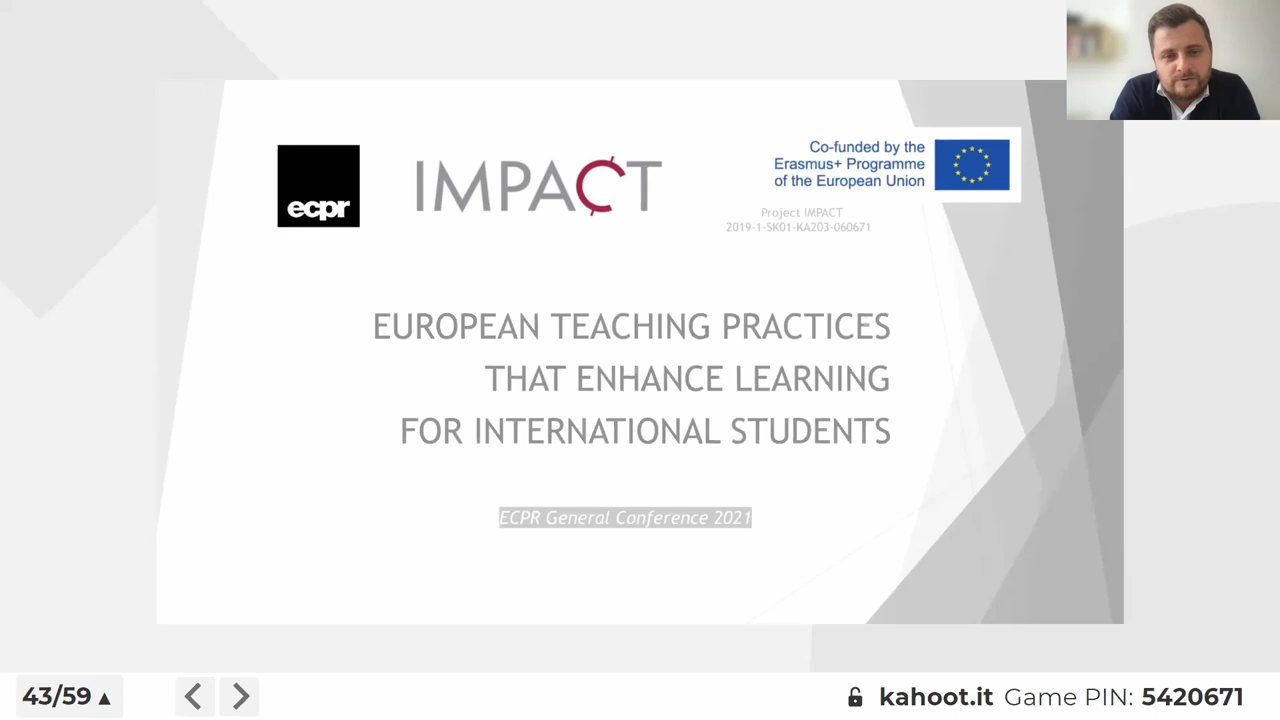 ecpr
IMPACT
Co-funded by the
Erasmus+ Programme
of the European Union
Project IMPACT
2019-1-SK01-KA203-060671
EUROPEAN TEACHING PRACTICES
THAT ENHANCE LEARNING
FOR INTERNATIONAL STUDENTS
ECPR General Conference 2021
43/59 ▲
kahoot.it Game PIN: 5420671